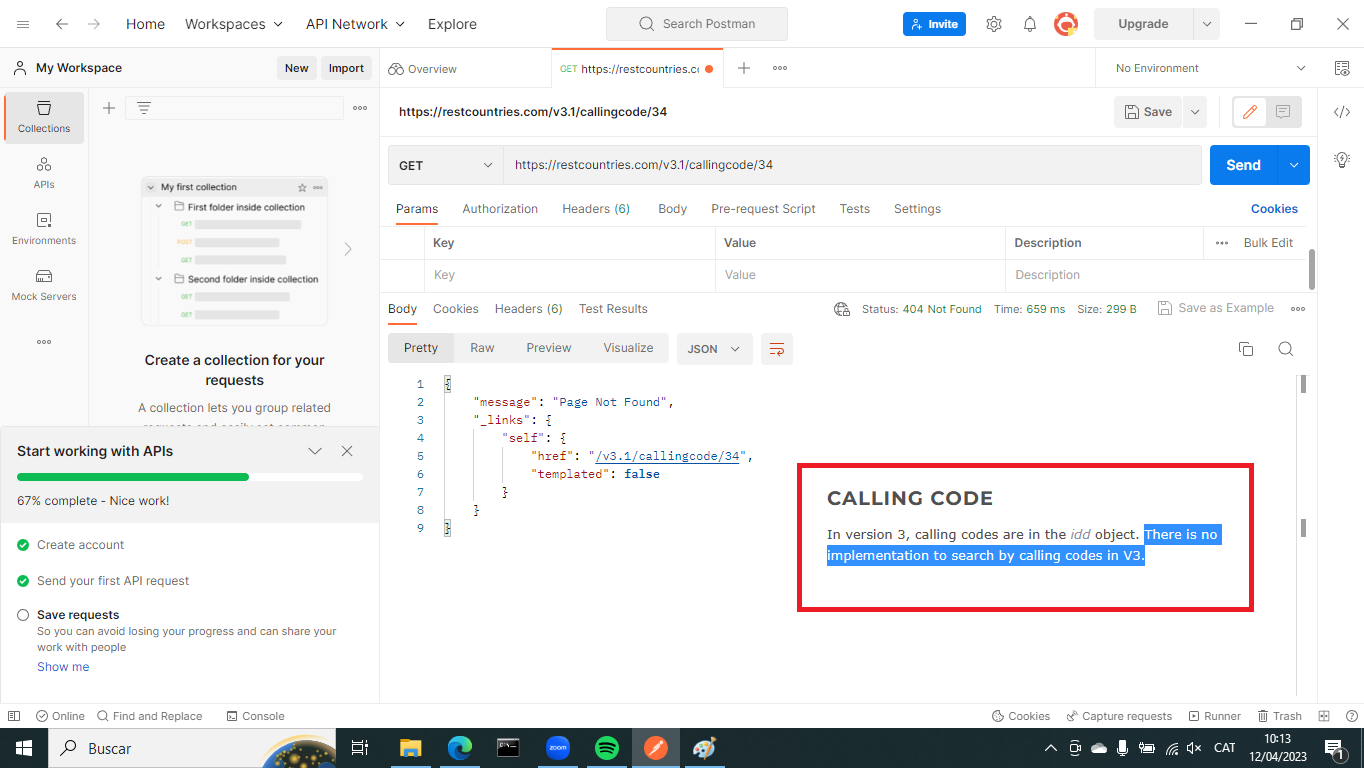 Home
Workspaces
API Network
Explore
Search Postman
Invite
Upgrade
My Workspace
New
Import
Overview
GET https://restcountries.cc
No Environment
Collections
APIs
Environments
Mock Servers
https://restcountries.com/v3.1/callingcode/34
Save
GET
https://restcountries.com/v3.1/callingcode/34
Send
Params
Authorization
Headers (6)
Body
Pre-request Script
Tests
Settings
Cookies
Key
Value
Description
Bulk Edit
Key
Value
Description
My first collection
First folder inside collection
GET
POST
GET
Second folder inside collection
GET
GET
Create a collection for your
requests
A collection lets you group related
requests and easily set common
Body
Cookies
Headers (6)
Test Results
Status: 404 Not Found
Time: 659 ms
Size: 299 B
Save as Example
Pretty
Raw
Preview
Visualize
JSON
1 {
2 "message": "Page Not Found",
3 "_links": {
4 "self": {
5 "href": "/v3.1/callingcode/34",
6 "templated": false
7 }
8 }
9 }
CALLING CODE
In version 3, calling codes are in the idd object. There is no
implementation to search by calling codes in V3.
Start working with APIs
67% complete - Nice work!
Create account
Send your first API request
Save requests
So you can avoid losing your progress and can share your
work with people
Show me
Online
Find and Replace
Console
Cookies
Capture requests
Runner
Trash
Buscar
zoom
CAT
10:13
12/04/2023
1